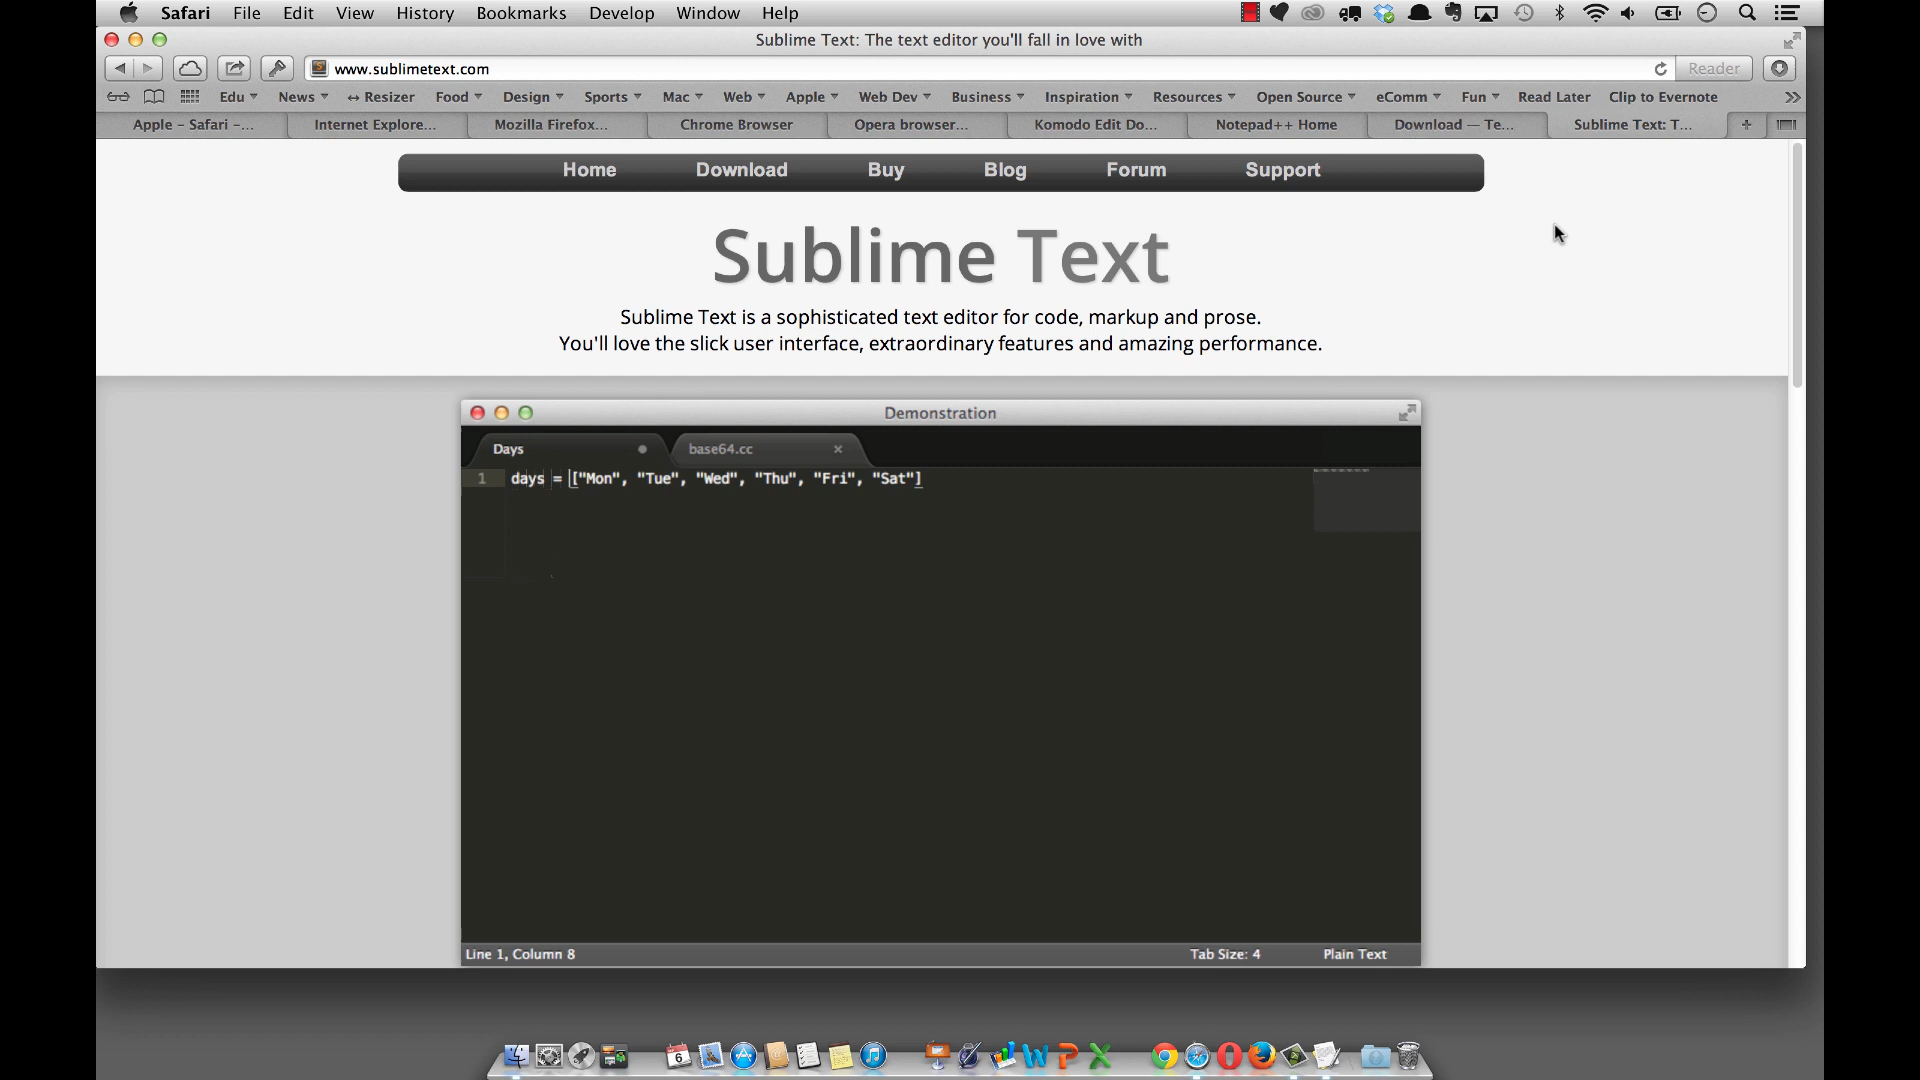 Safari File Edit View History Bookmarks Develop Window Help
Sublime Text: The text editor you'll fall in love with
www.sublimetext.com Reader
Edu News ↔ Resizer Food Design Sports Mac Web Apple Web Dev Business Inspiration Resources Open Source eComm Fun Read Later Clip to Evernote
Apple – Safari –... Internet Explore... Mozilla Firefox... Chrome Browser Opera browser... Komodo Edit Do... Notepad++ Home Download — Te... Sublime Text: T...
Home Download Buy Blog Forum Support
Sublime Text
Sublime Text is a sophisticated text editor for code, markup and prose.
You'll love the slick user interface, extraordinary features and amazing performance.
Demonstration
Days base64.cc
1 days = ["Mon", "Tue", "Wed", "Thu", "Fri", "Sat"]
Line 1, Column 8 Tab Size: 4 Plain Text
6